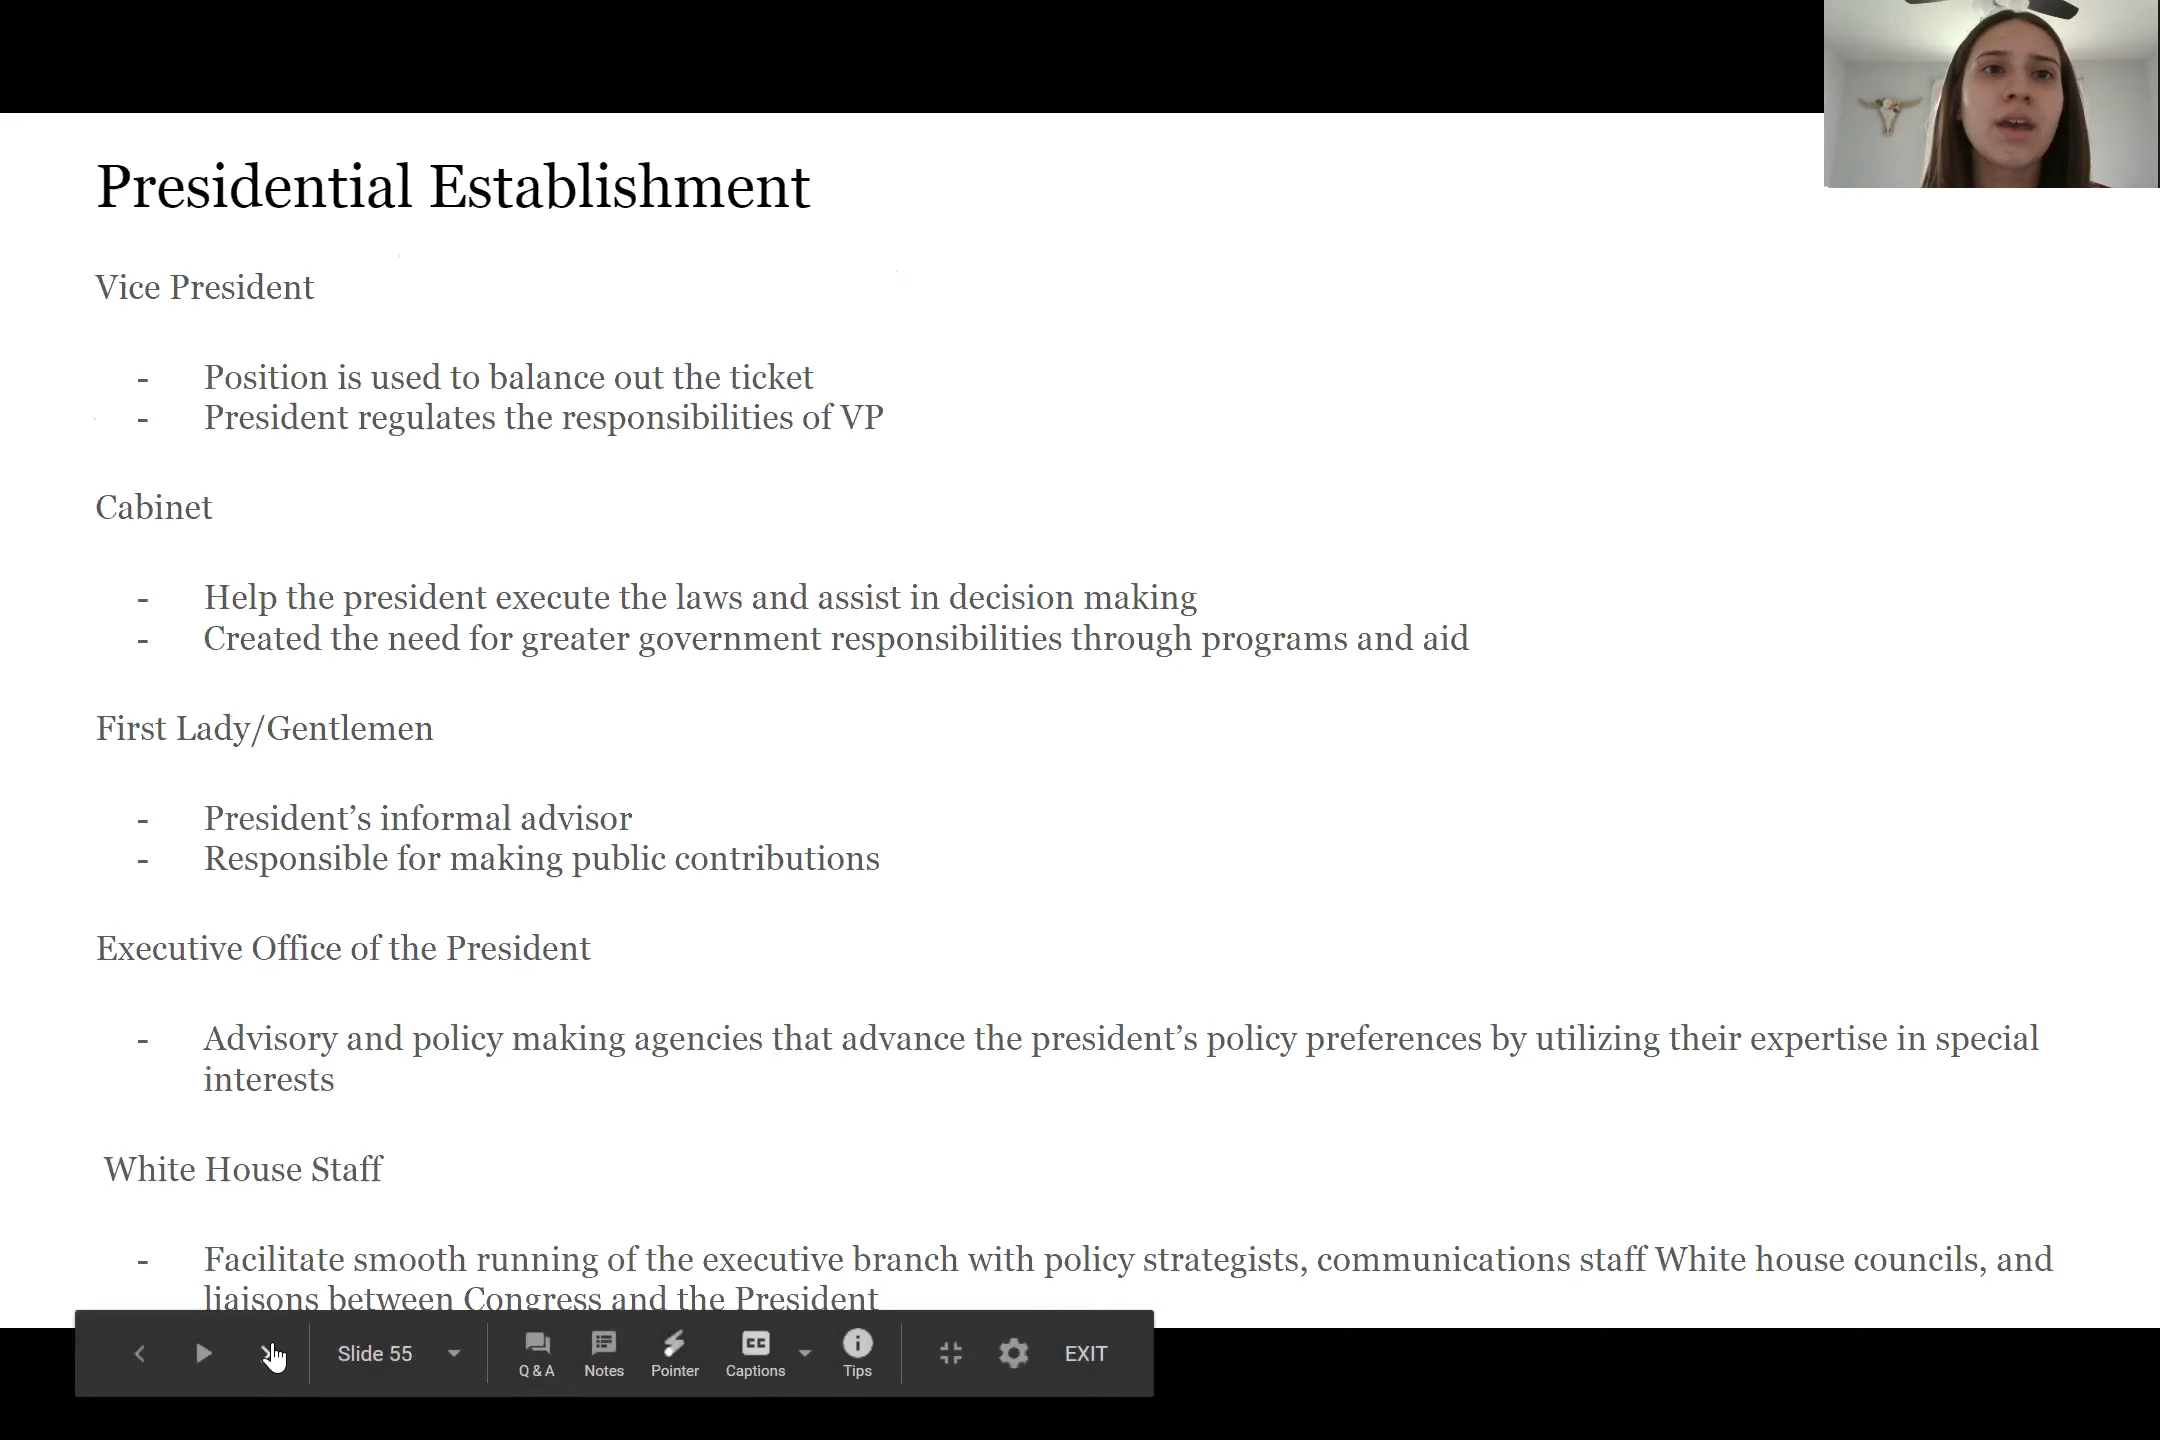 Presidential Establishment
Vice President
- Position is used to balance out the ticket
- President regulates the responsibilities of VP
Cabinet
- Help the president execute the laws and assist in decision making
- Created the need for greater government responsibilities through programs and aid
First Lady/Gentlemen
- President’s informal advisor
- Responsible for making public contributions
Executive Office of the President
- Advisory and policy making agencies that advance the president’s policy preferences by utilizing their expertise in special
interests
White House Staff
- Facilitate smooth running of the executive branch with policy strategists, communications staff White house councils, and
liaisons between Congress and the President
Slide 55
Q & A
Notes
Pointer
CC
Captions
Tips
EXIT